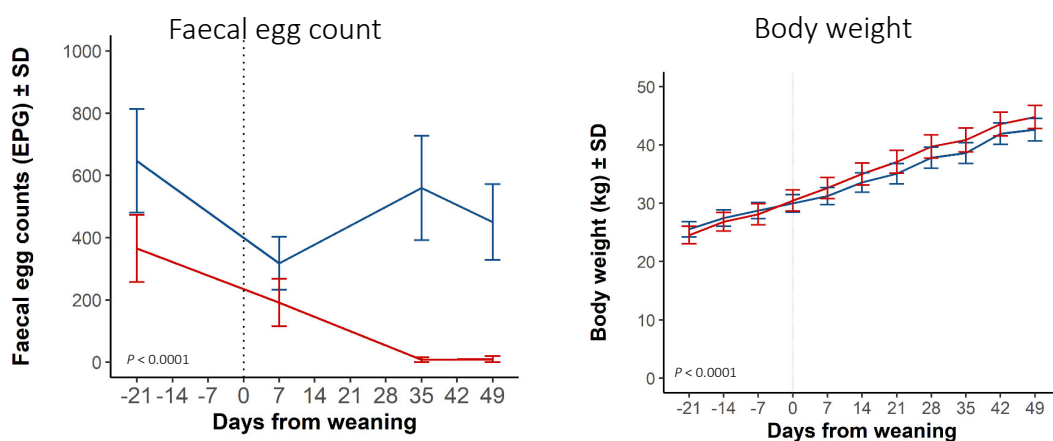 Faecal egg count
Faecal egg counts (EPG) ± SD
1000
800
600
400
200
0
P < 0.0001
-21 -14 -7 0 7 14 21 28 35 42 49
Days from weaning
Body weight
Body weight (kg) ± SD
50
40
30
20
10
0
P < 0.0001
-21 -14 -7 0 7 14 21 28 35 42 49
Days from weaning